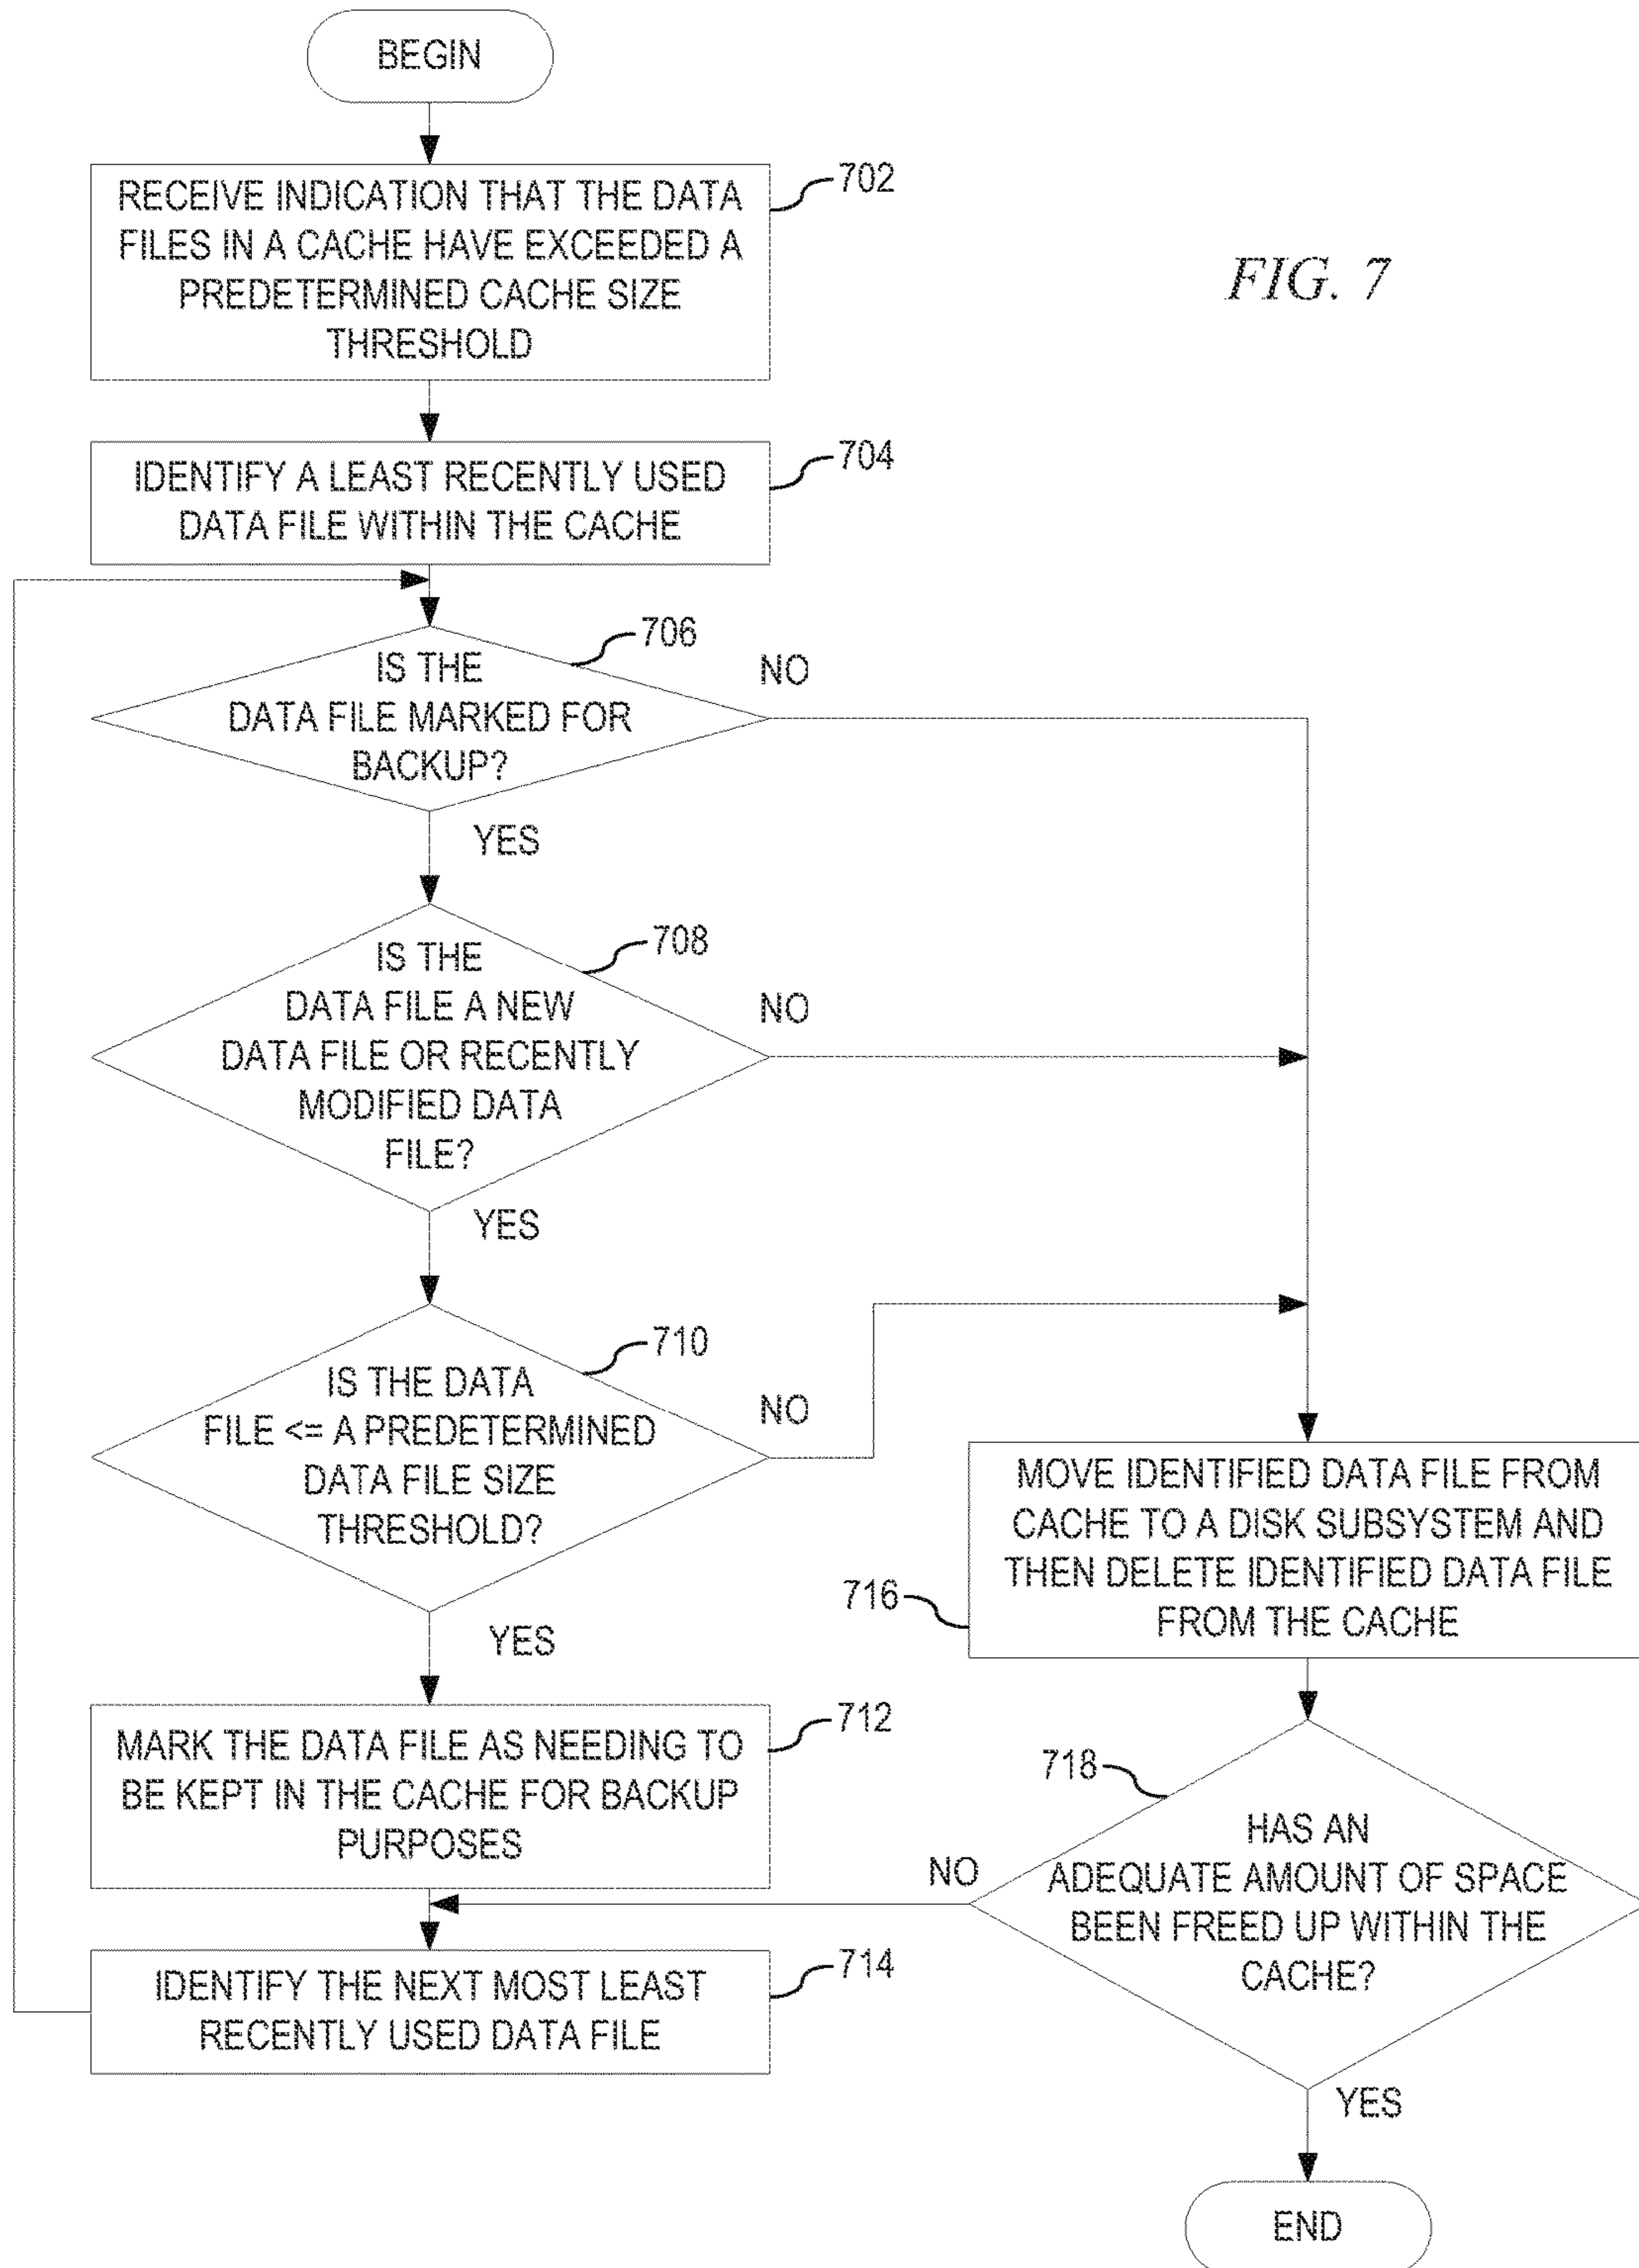 BEGIN
RECEIVE INDICATION THAT THE DATA
FILES IN A CACHE HAVE EXCEEDED A
PREDETERMINED CACHE SIZE
THRESHOLD
702
FIG. 7
IDENTIFY A LEAST RECENTLY USED
DATA FILE WITHIN THE CACHE
704
IS THE
DATA FILE MARKED FOR
BACKUP?
706
NO
YES
IS THE
DATA FILE A NEW
DATA FILE OR RECENTLY
MODIFIED DATA
FILE?
708
NO
YES
IS THE DATA
FILE <= A PREDETERMINED
DATA FILE SIZE
THRESHOLD?
710
NO
YES
MARK THE DATA FILE AS NEEDING TO
BE KEPT IN THE CACHE FOR BACKUP
PURPOSES
712
IDENTIFY THE NEXT MOST LEAST
RECENTLY USED DATA FILE
714
MOVE IDENTIFIED DATA FILE FROM
CACHE TO A DISK SUBSYSTEM AND
THEN DELETE IDENTIFIED DATA FILE
FROM THE CACHE
716
718
HAS AN
ADEQUATE AMOUNT OF SPACE
BEEN FREED UP WITHIN THE
CACHE?
NO
YES
END